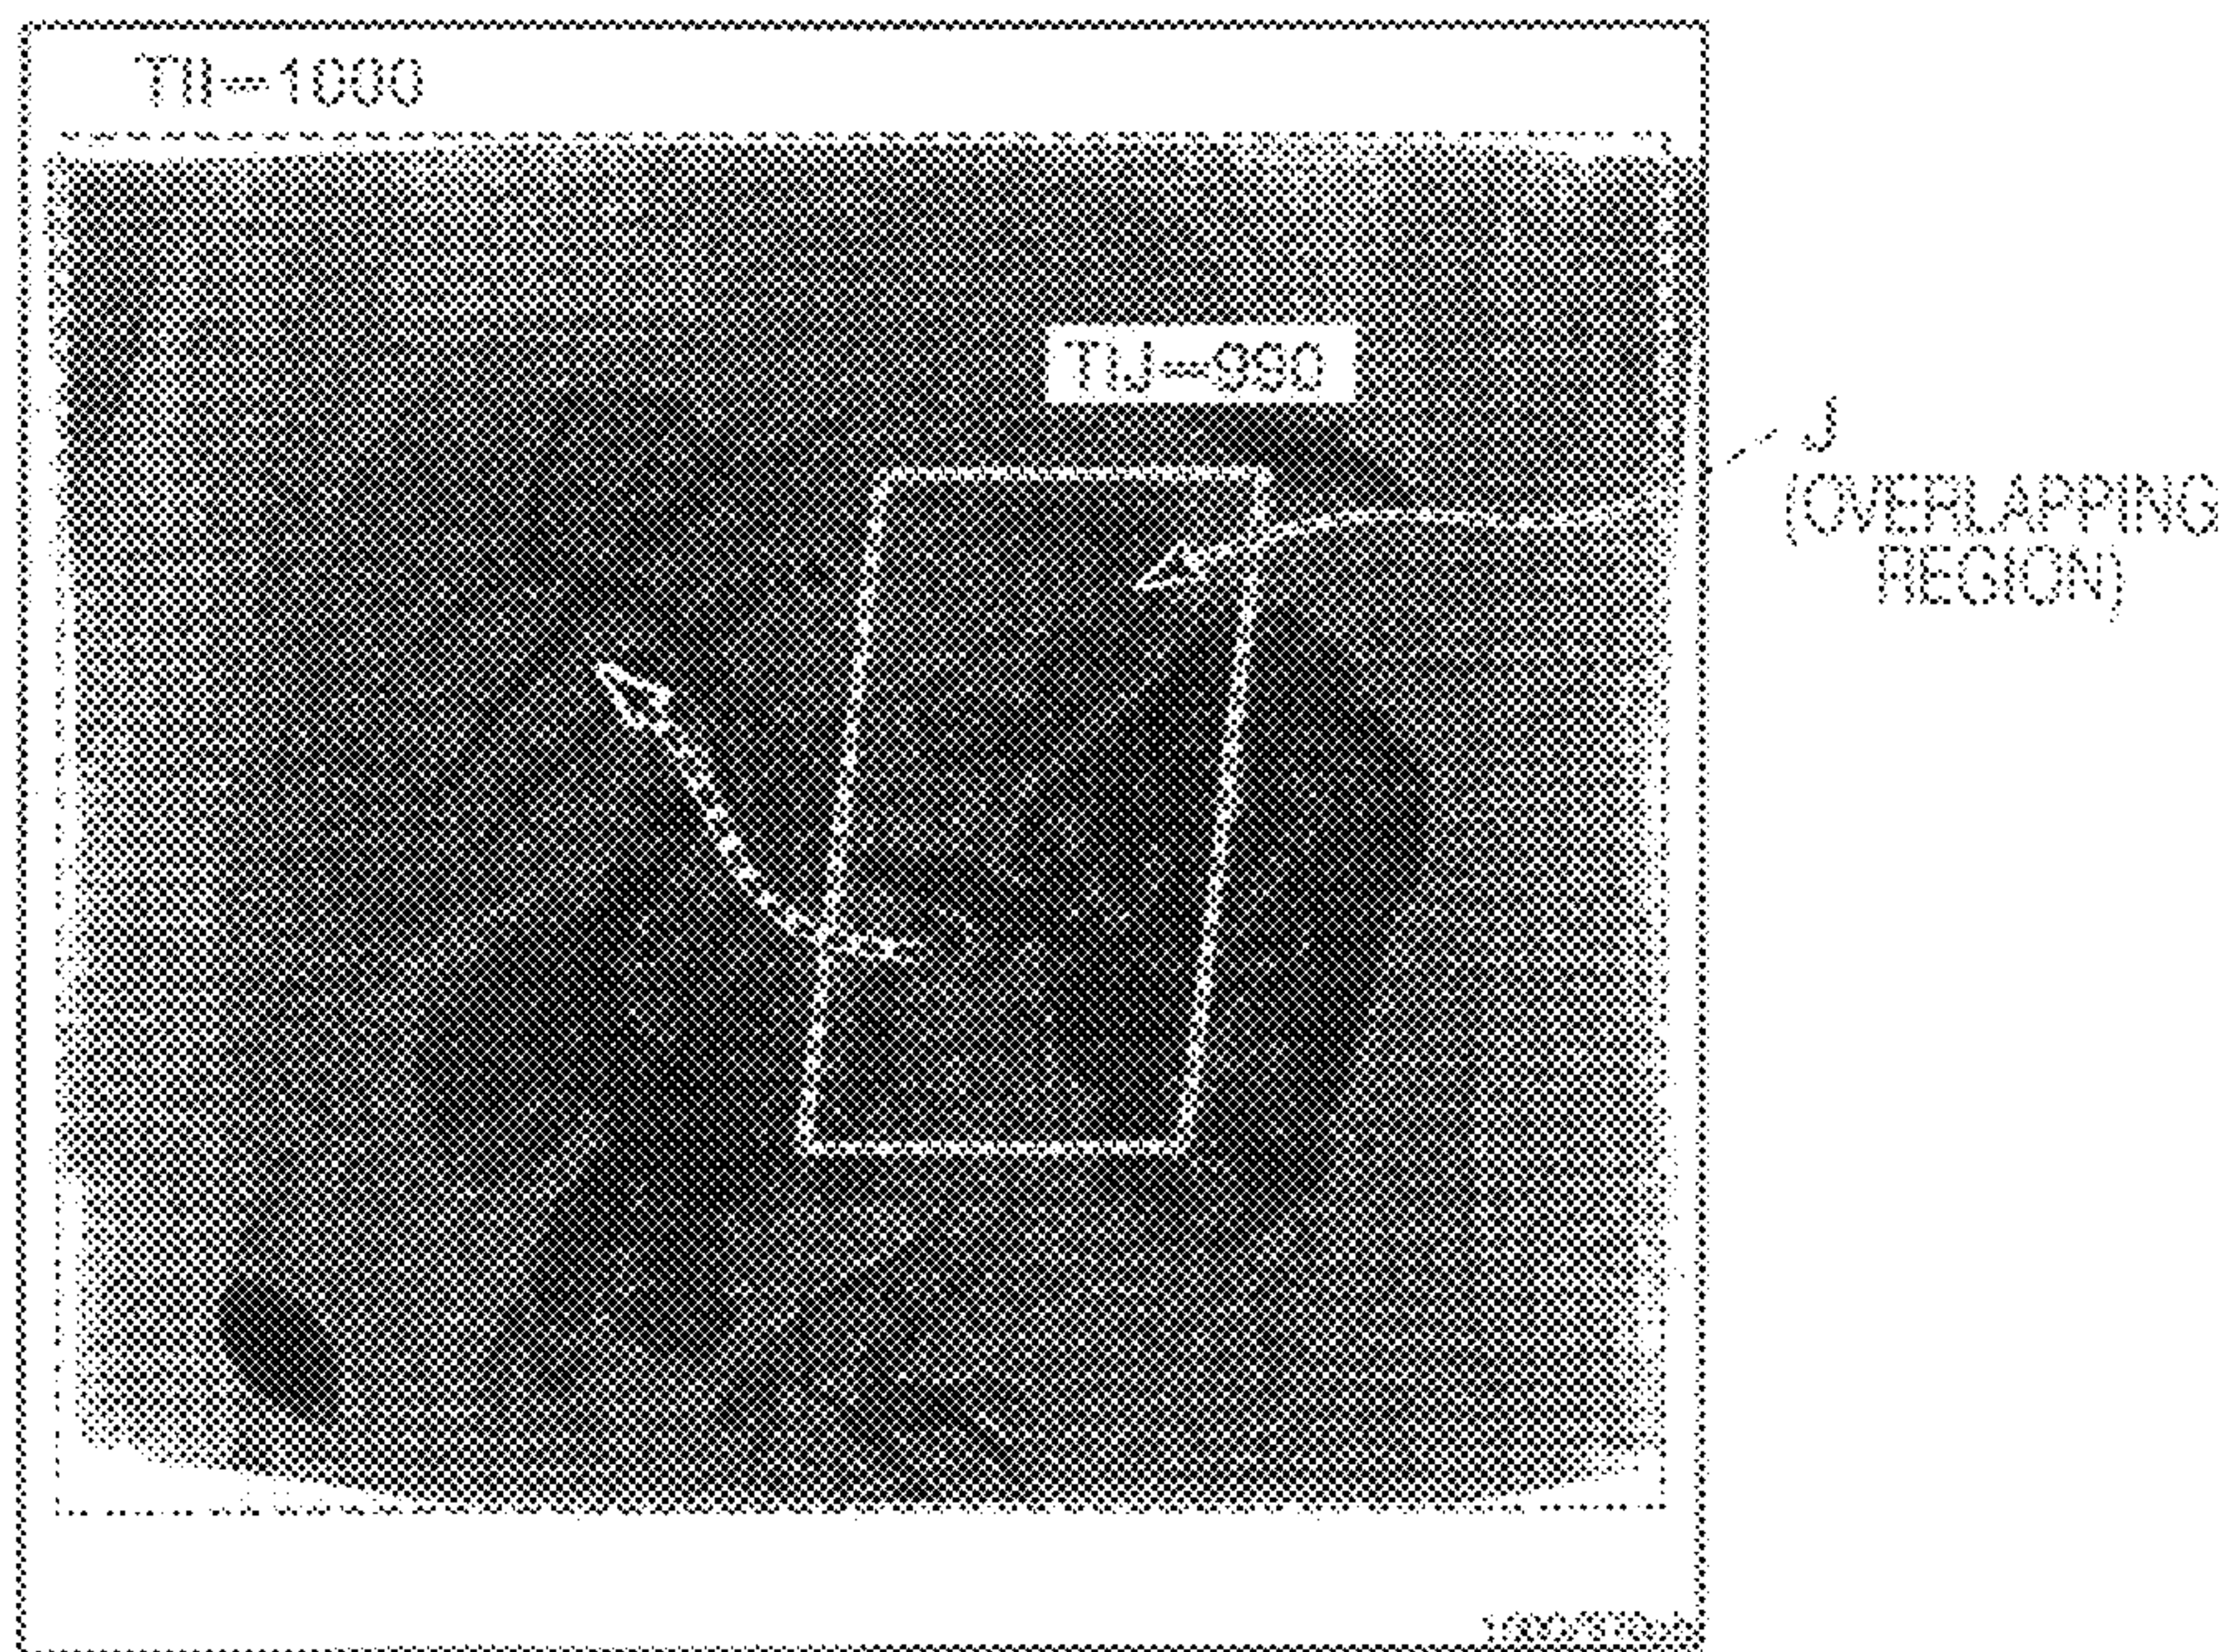 TII=1000
TIJ=990
J
(OVERLAPPING
REGION)